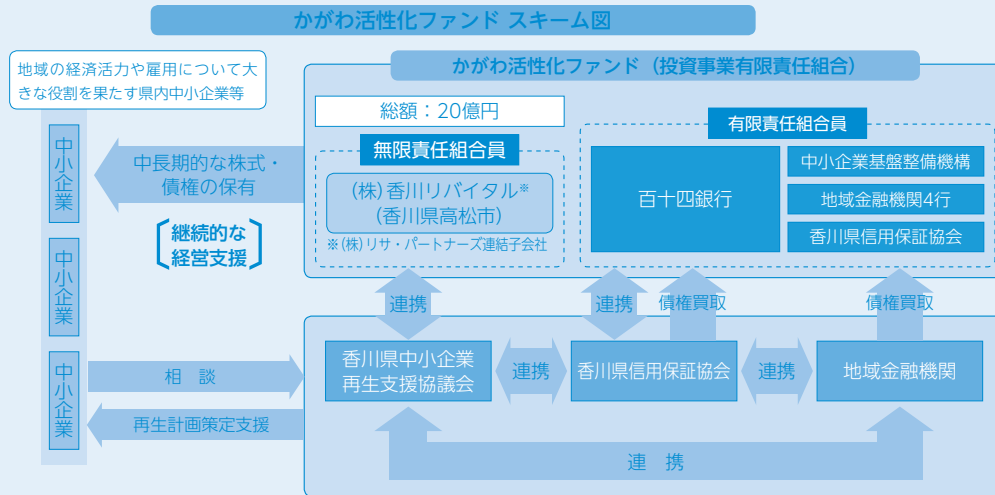 かがわ活性化ファンド スキーム図
地域の経済活力や雇用について大
きな役割を果たす県内中小企業等
中小企業
中小企業
中小企業
中長期的な株式・
債権の保有
継続的な
経営支援
相 談
再生計画策定支援
かがわ活性化ファンド（投資事業有限責任組合）
総額：20億円
無限責任組合員
(株)香川リバイタル※
(香川県高松市)
※(株)リサ・パートナーズ連結子会社
有限責任組合員
百十四銀行
中小企業基盤整備機構
地域金融機関4行
香川県信用保証協会
連携
連携
債権買取
債権買取
香川県中小企業
再生支援協議会
連携
香川県信用保証協会
連携
地域金融機関
連 携